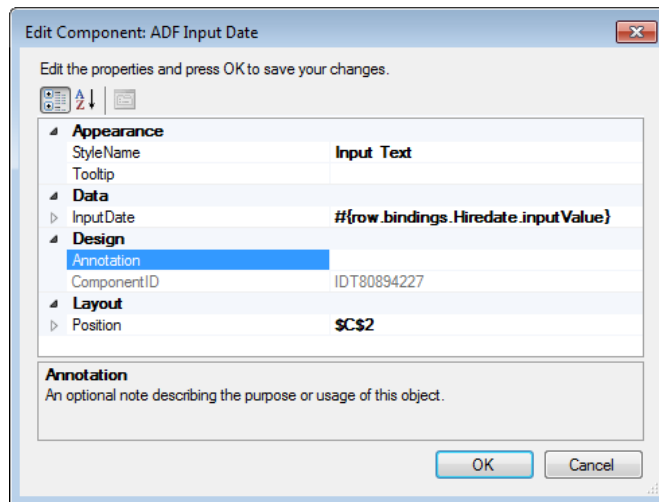 Edit Component: ADF Input Date
Edit the properties and press OK to save your changes.
Appearance
StyleName Input Text
Tooltip
Data
InputDate #{row.bindings.Hiredate.inputValue}
Design
Annotation
ComponentID IDT80894227
Layout
Position $C$2
Annotation
An optional note describing the purpose or usage of this object.
OK Cancel